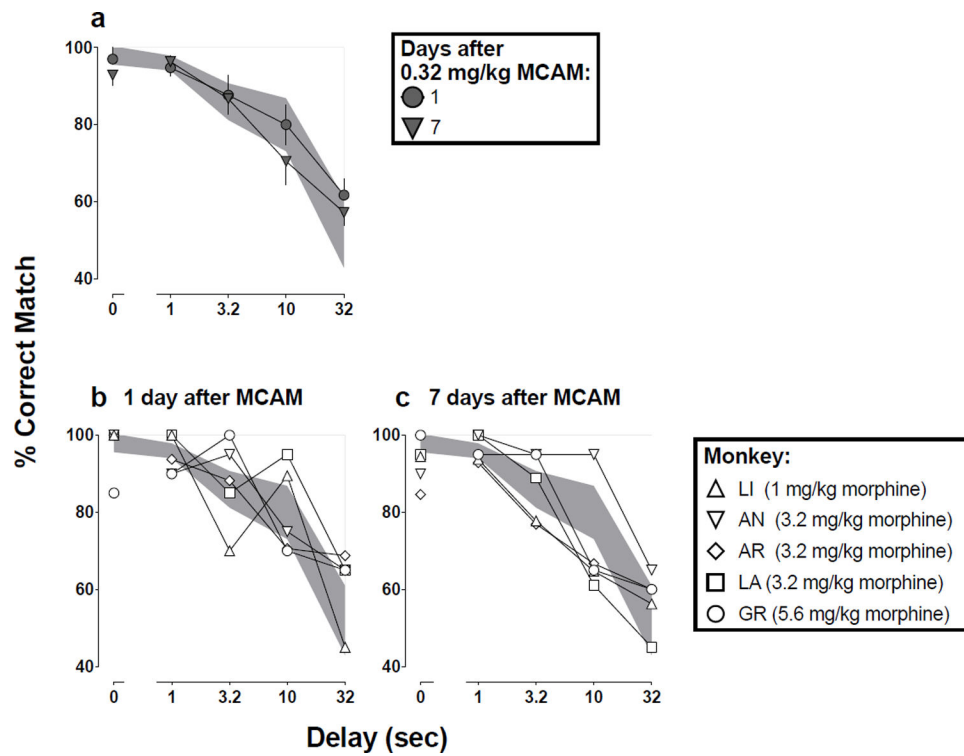 a
Days after
0.32 mg/kg MCAM:
1
7
100
80
60
40
0 1 3.2 10 32
% Correct Match
b 1 day after MCAM
c 7 days after MCAM
100
80
60
40
0 1 3.2 10 32
100
80
60
40
0 1 3.2 10 32
Monkey:
LI (1 mg/kg morphine)
AN (3.2 mg/kg morphine)
AR (3.2 mg/kg morphine)
LA (3.2 mg/kg morphine)
GR (5.6 mg/kg morphine)
Delay (sec)